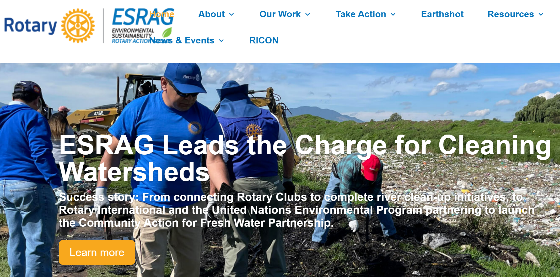 Rotary
ESRAG
ENVIRONMENTAL
SUSTAINABILITY
ROTARY ACTION
Home
About
Our Work
Take Action
Earthshot
Resources
News & Events
RICON
ESRAG Leads the Charge for Cleaning
Watersheds
Success story: From connecting Rotary Clubs to complete river clean-up initiatives, to
Rotary International and the United Nations Environmental Program partnering to launch
the Community Action for Fresh Water Partnership.
Learn more